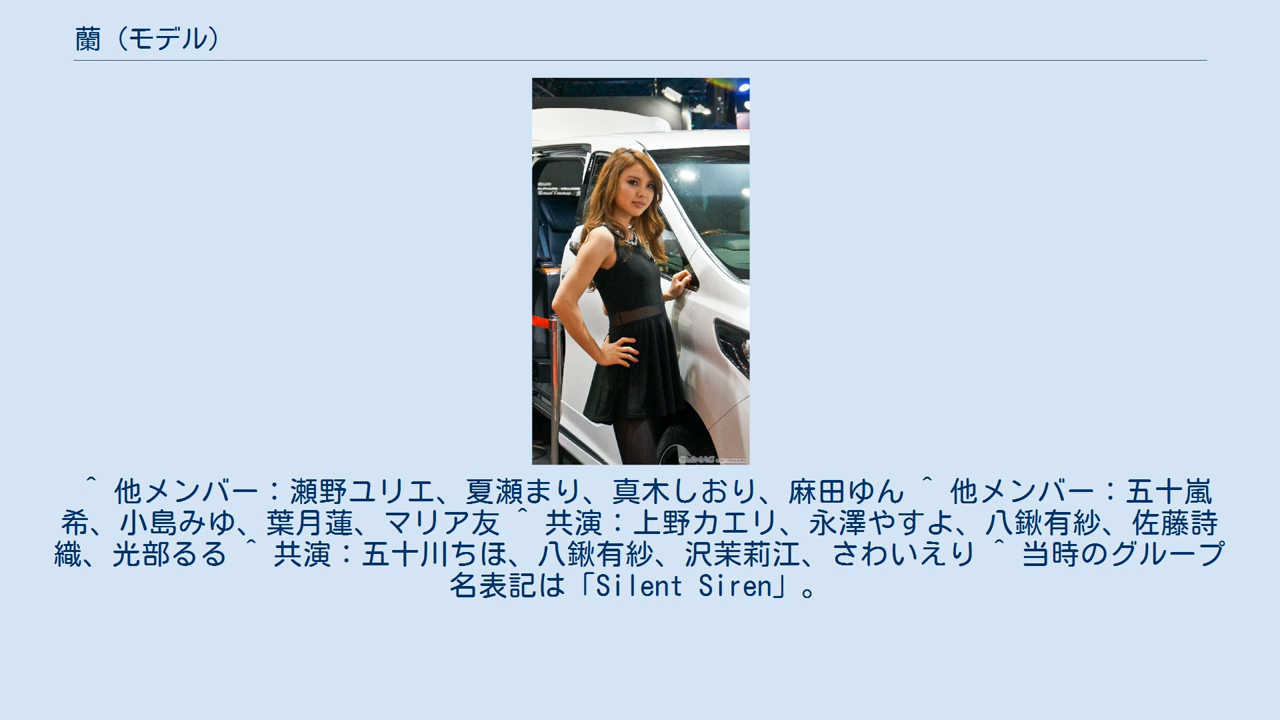 蘭（モデル）
＾ 他メンバー：瀬野ユリエ、夏瀬まり、真木しおり、麻田ゆん ＾ 他メンバー：五十嵐
希、小島みゆ、葉月蓮、マリア友 ＾ 共演：上野カエリ、永澤やすよ、八鍬有紗、佐藤詩
織、光部るる ＾ 共演：五十川ちほ、八鍬有紗、沢茉莉江、さわいえり ＾ 当時のグループ
名表記は「Silent Siren」。